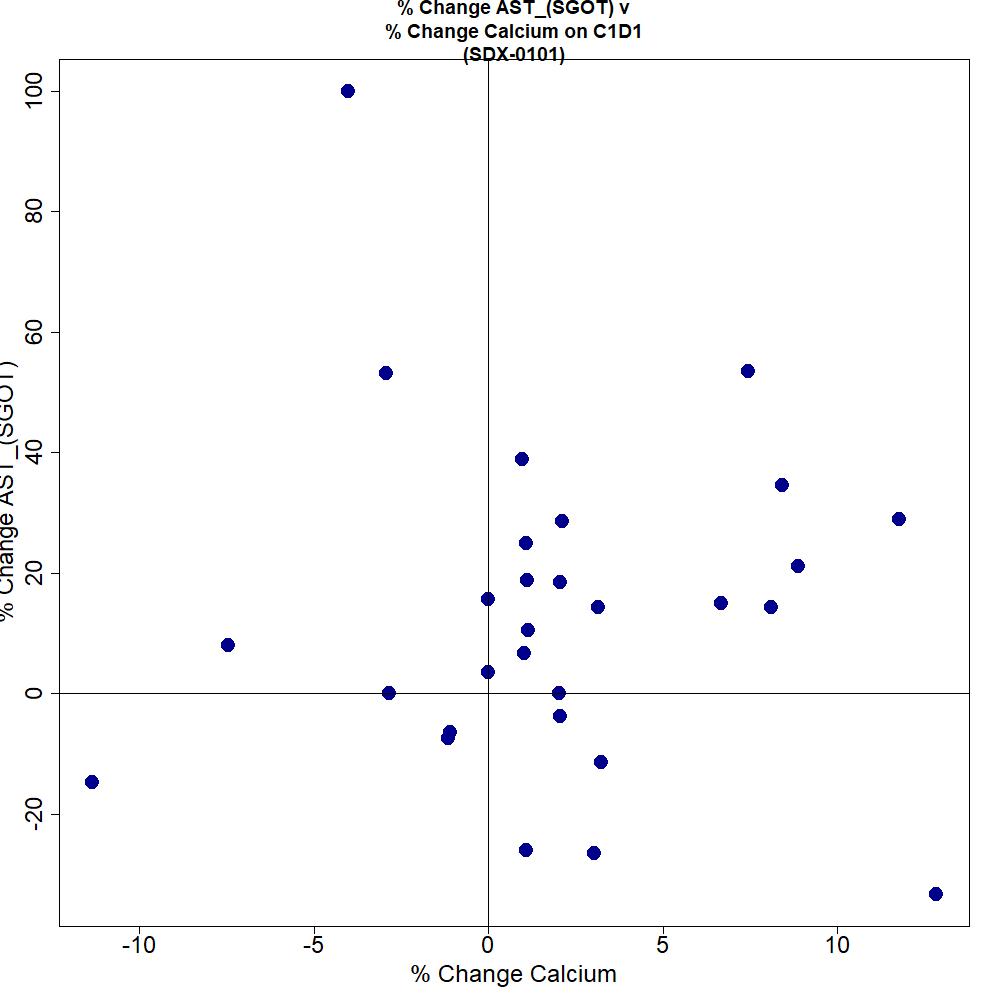 % Change AST_(SGOT) v
% Change Calcium on C1D1
(SDX-0101)
% Change AST_(SGOT)
100
80
60
40
20
0
-20
-10
-5
0
5
10
% Change Calcium